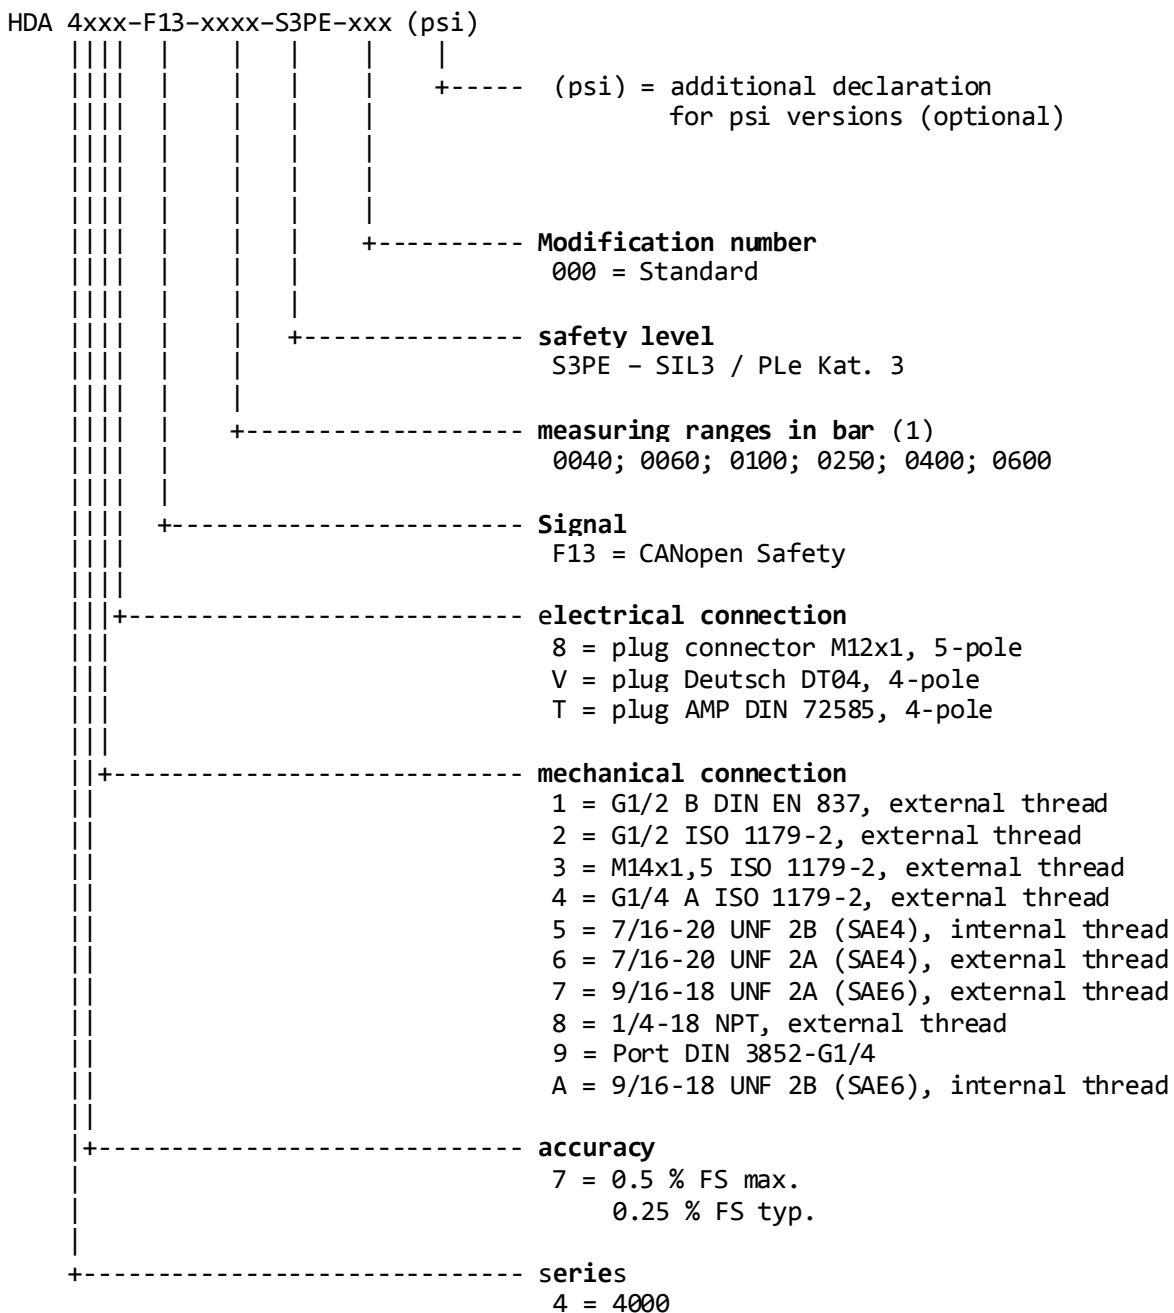 HDA 4xxx–F13–xxxx–S3PE–xxx (psi)
(psi) = additional declaration
for psi versions (optional)
Modification number
000 = Standard
safety level
S3PE – SIL3 / PLe Kat. 3
measuring ranges in bar (1)
0040; 0060; 0100; 0250; 0400; 0600
Signal
F13 = CANopen Safety
electrical connection
8 = plug connector M12x1, 5-pole
V = plug Deutsch DT04, 4-pole
T = plug AMP DIN 72585, 4-pole
mechanical connection
1 = G1/2 B DIN EN 837, external thread
2 = G1/2 ISO 1179-2, external thread
3 = M14x1,5 ISO 1179-2, external thread
4 = G1/4 A ISO 1179-2, external thread
5 = 7/16-20 UNF 2B (SAE4), internal thread
6 = 7/16-20 UNF 2A (SAE4), external thread
7 = 9/16-18 UNF 2A (SAE6), external thread
8 = 1/4-18 NPT, external thread
9 = Port DIN 3852-G1/4
A = 9/16-18 UNF 2B (SAE6), internal thread
accuracy
7 = 0.5 % FS max.
0.25 % FS typ.
series
4 = 4000